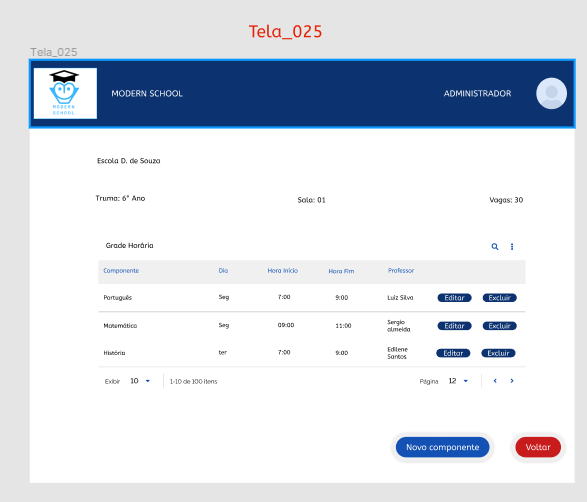 Tela_025
Tela_025
MODERN SCHOOL
ADMINISTRADOR
MODERN
SCHOOL
Escola D. de Souza
Truma: 6° Ano Sala: 01 Vagas: 30
Grade Horária
Componente Dia Hora Início Hora Fim Professor
Português Seg 7:00 9:00 Luiz Silva Editar Excluir
Matemática Seg 09:00 11:00 Sergio almeida Editar Excluir
História ter 7:00 9:00 Edilene Santos Editar Excluir
Exibir 10 1-10 de 100 itens Página 12
Novo componente Voltar